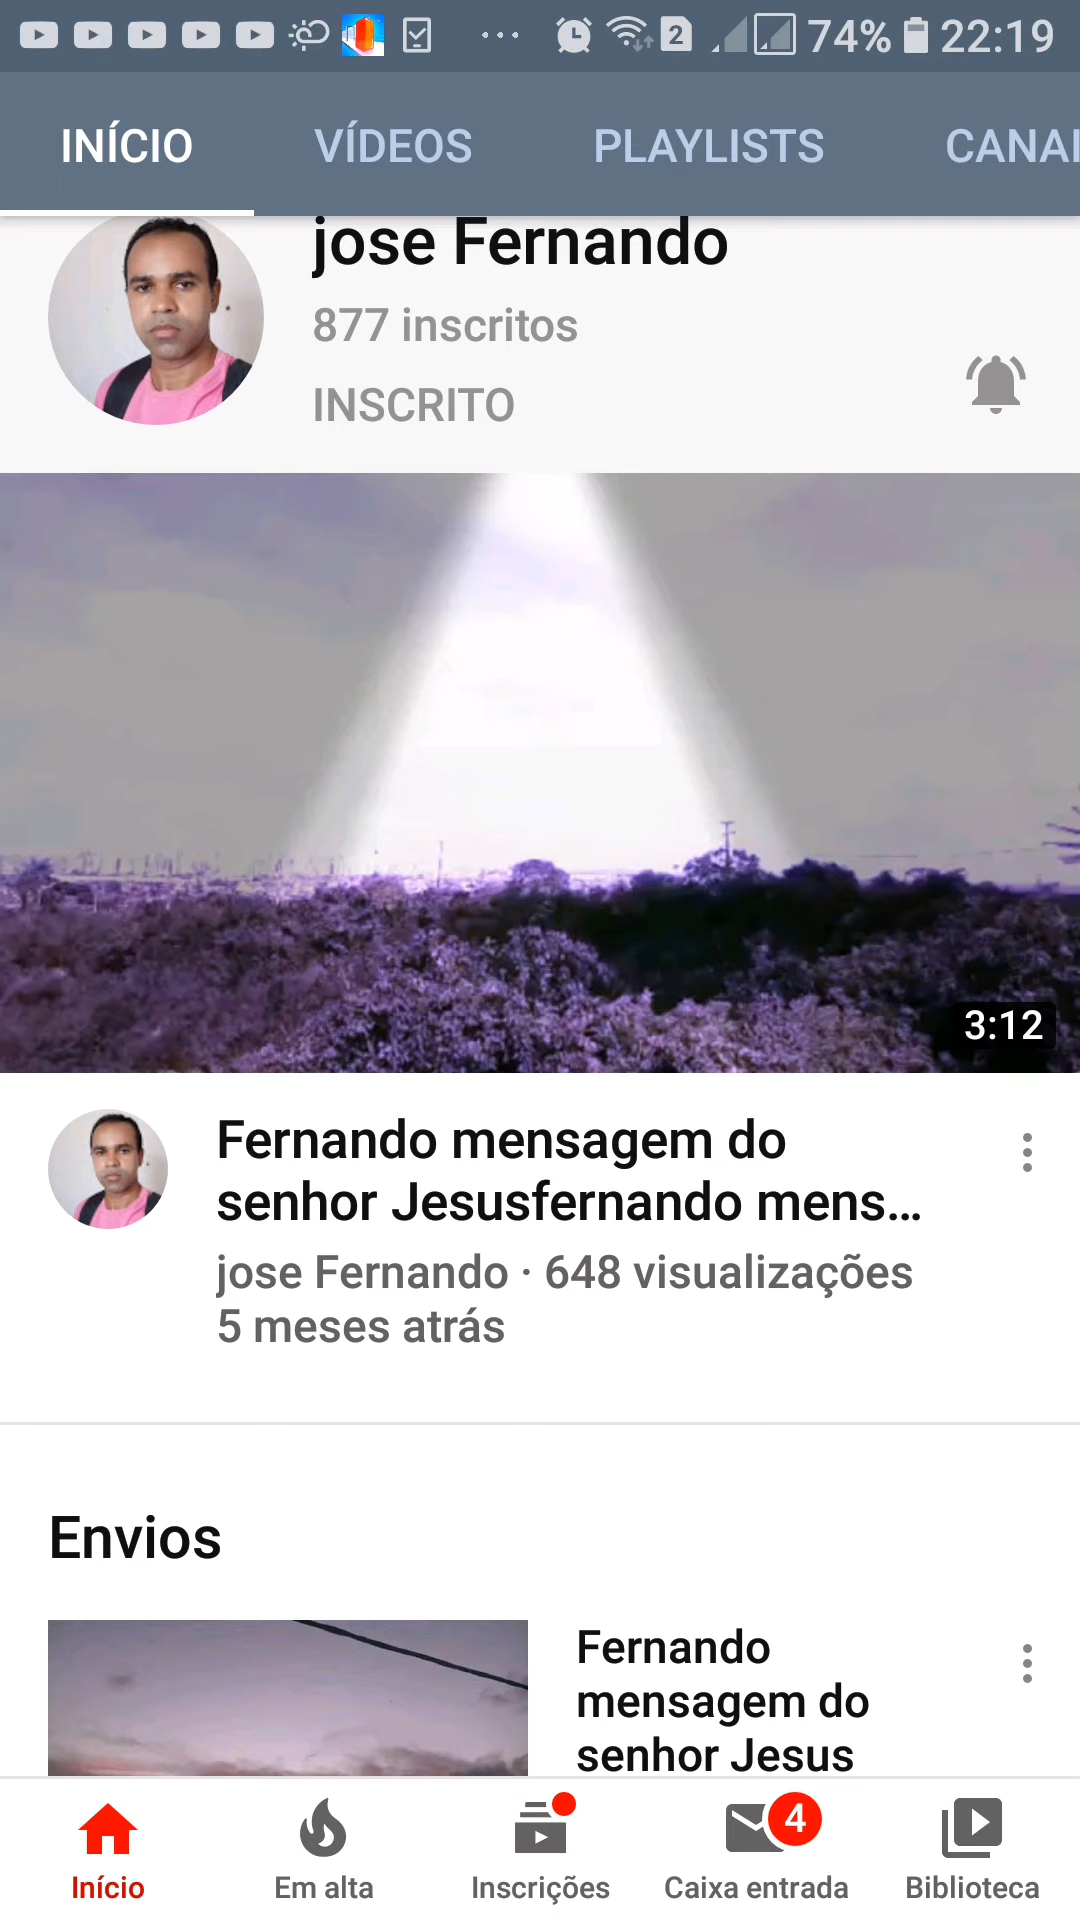 2 74% 22:19
INÍCIO VÍDEOS PLAYLISTS CANAI
jose Fernando
877 inscritos
INSCRITO
3:12
Fernando mensagem do
senhor Jesusfernando mens...
jose Fernando · 648 visualizações
5 meses atrás
Envios
Fernando
mensagem do
senhor Jesus
4
Início Em alta Inscrições Caixa entrada Biblioteca